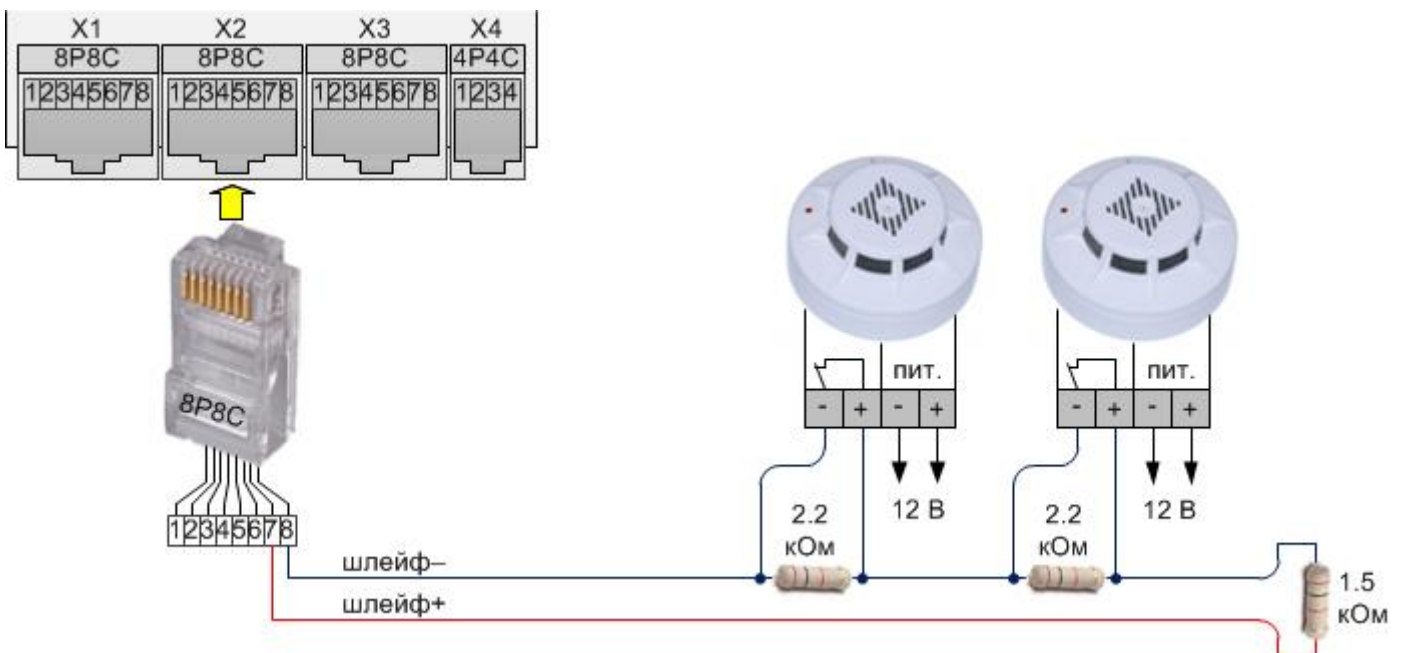 X1 X2 X3 X4
8P8C 8P8C 8P8C 4P4C
12345678 12345678 12345678 1234
8P8C
пит. пит.
- + - + - + - +
12 В 12 В
2.2 2.2
кОм кОм
12345678
шлейф–
шлейф+
1.5
кОм